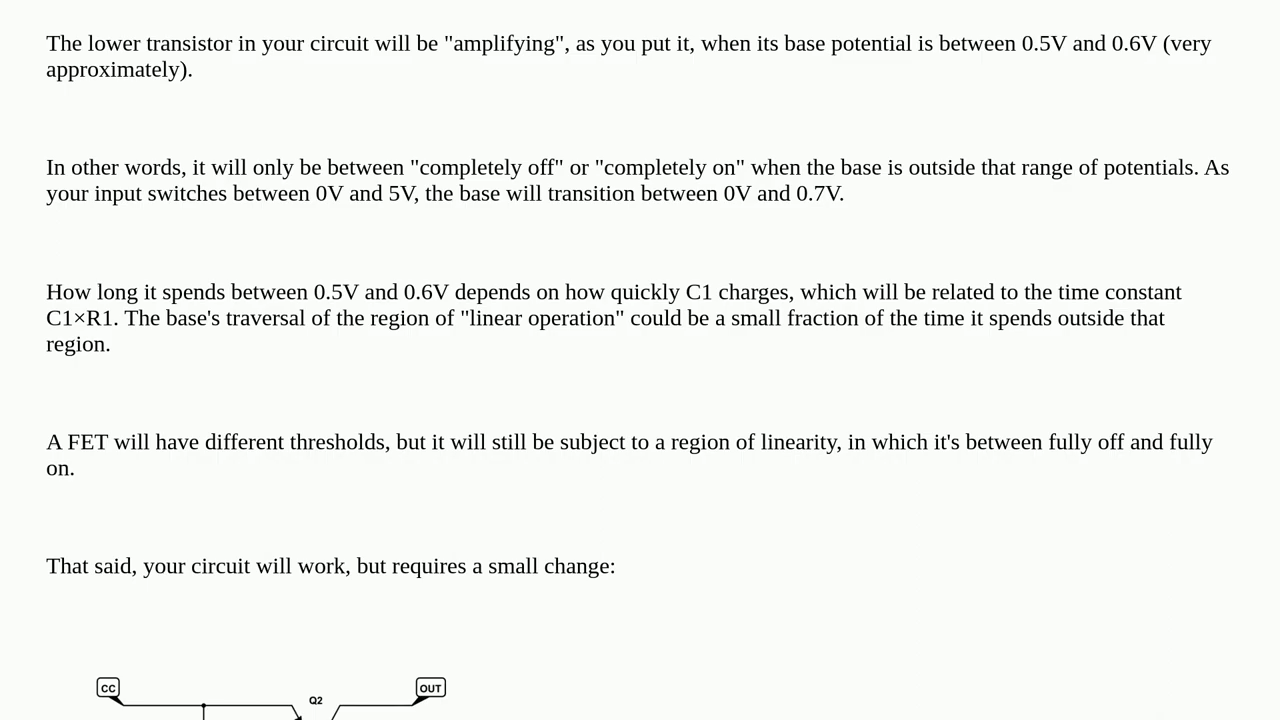 The lower transistor in your circuit will be "amplifying", as you put it, when its base potential is between 0.5V and 0.6V (very
approximately).
In other words, it will only be between "completely off" or "completely on" when the base is outside that range of potentials. As
your input switches between 0V and 5V, the base will transition between 0V and 0.7V.
How long it spends between 0.5V and 0.6V depends on how quickly C1 charges, which will be related to the time constant
C1×R1. The base's traversal of the region of "linear operation" could be a small fraction of the time it spends outside that
region.
A FET will have different thresholds, but it will still be subject to a region of linearity, in which it's between fully off and fully
on.
That said, your circuit will work, but requires a small change:
CC
OUT
Q2